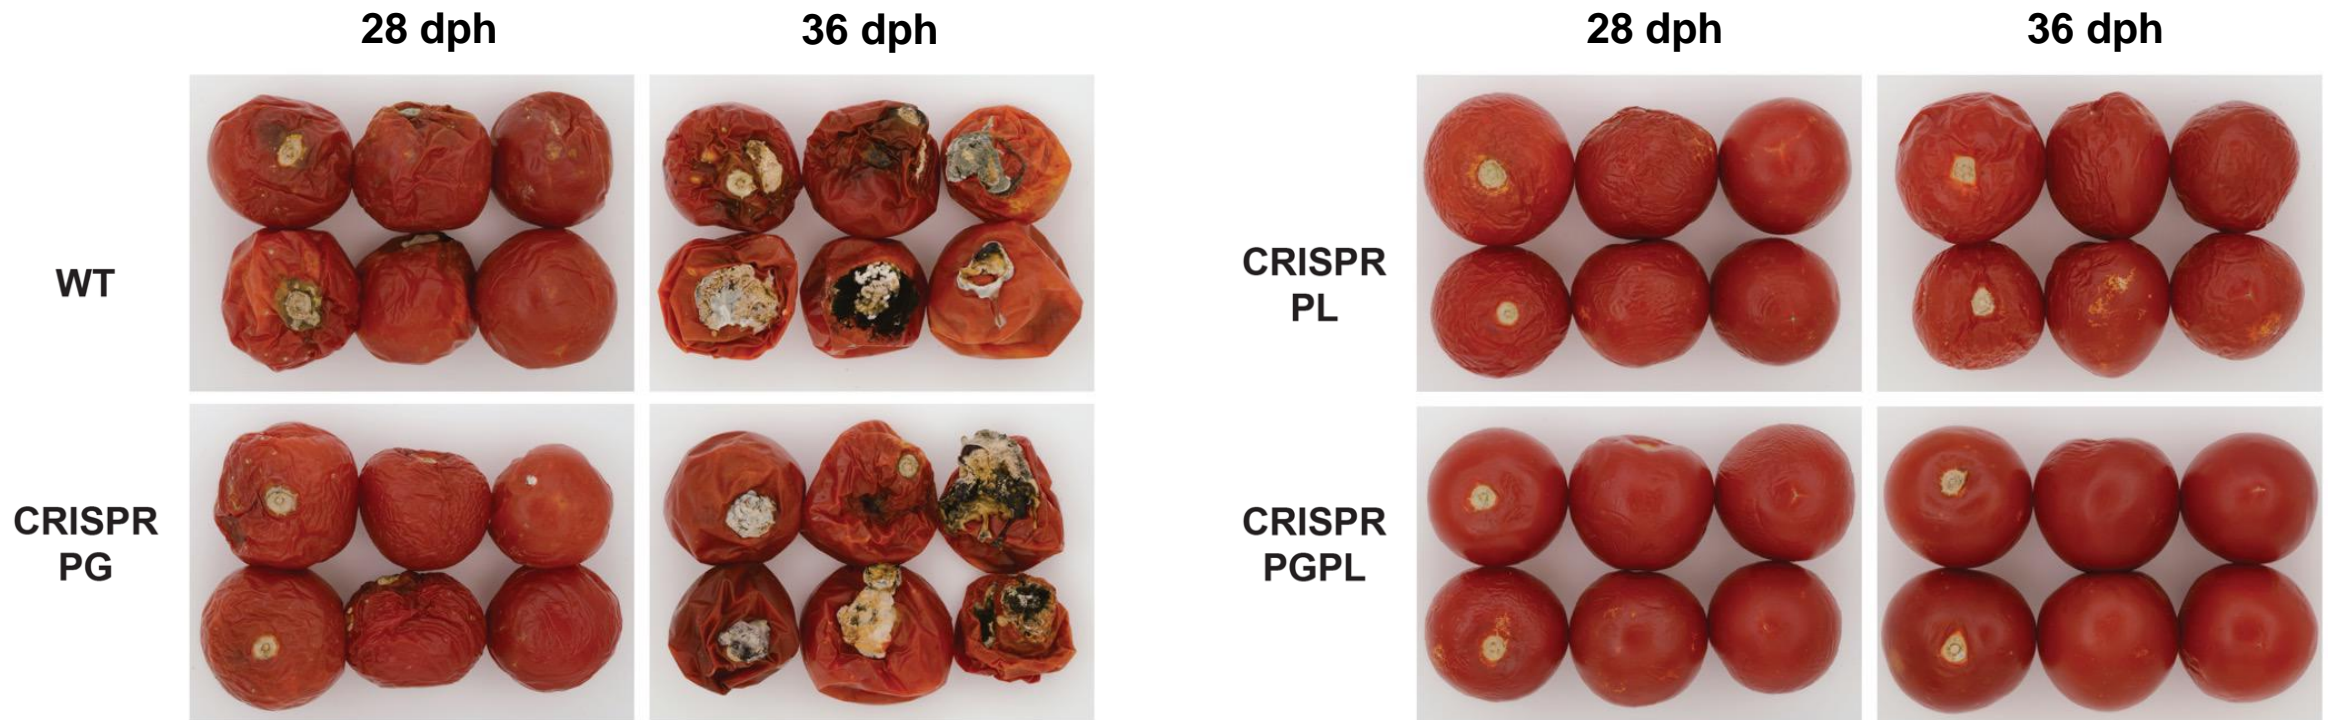 28 dph
36 dph
28 dph
36 dph
WT
CRISPR
PL
CRISPR
PG
CRISPR
PGPL